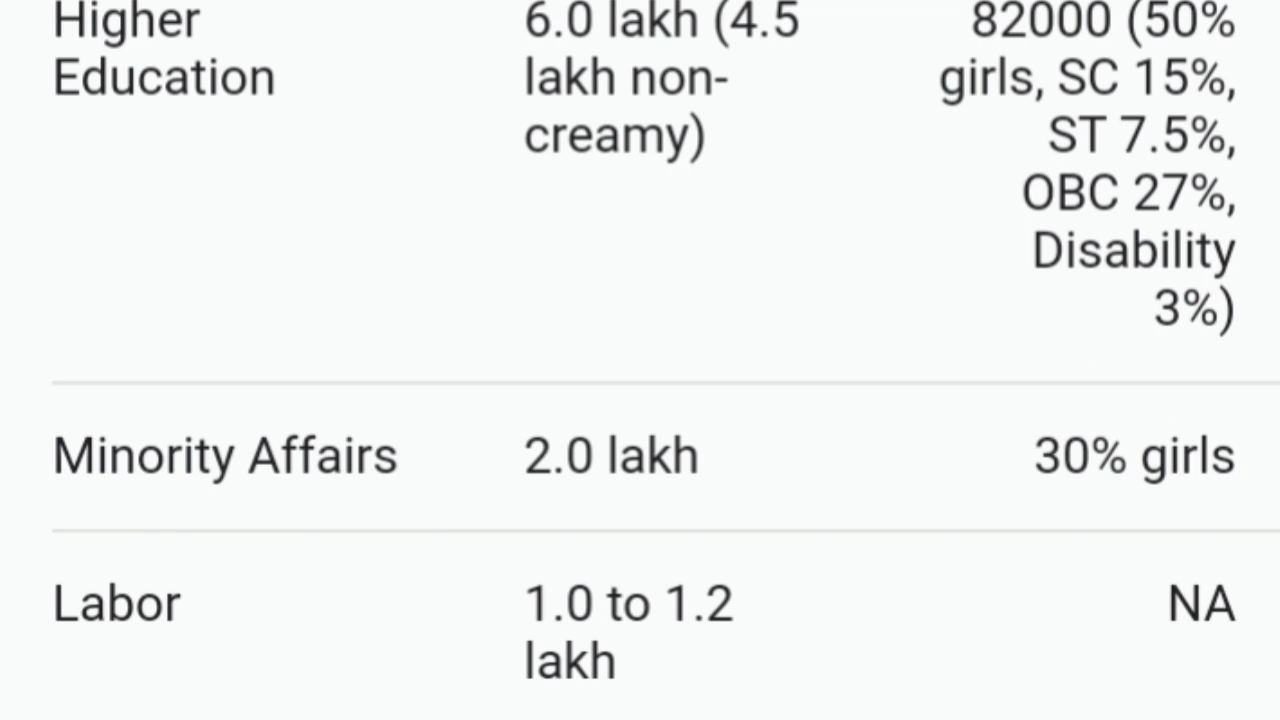 Higher
Education
6.0 lakh (4.5
lakh non-
creamy)
82000 (50%
girls, SC 15%,
ST 7.5%,
OBC 27%,
Disability
3%)
Minority Affairs
2.0 lakh
30% girls
Labor
1.0 to 1.2
lakh
NA